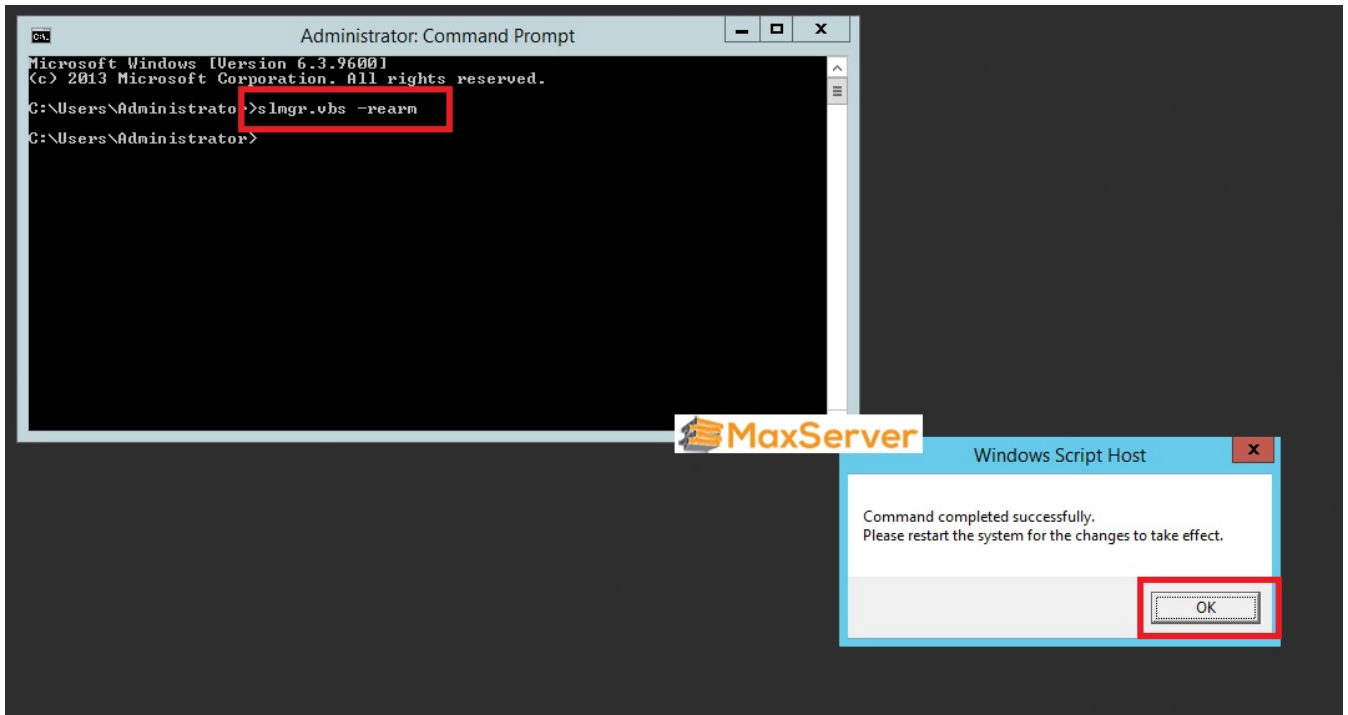 Administrator: Command Prompt
Microsoft Windows [Version 6.3.9600]
(c) 2013 Microsoft Corporation. All rights reserved.
C:\Users\Administrator>slmgr.vbs -rearm
C:\Users\Administrator>
MaxServer
Windows Script Host
Command completed successfully.
Please restart the system for the changes to take effect.
OK